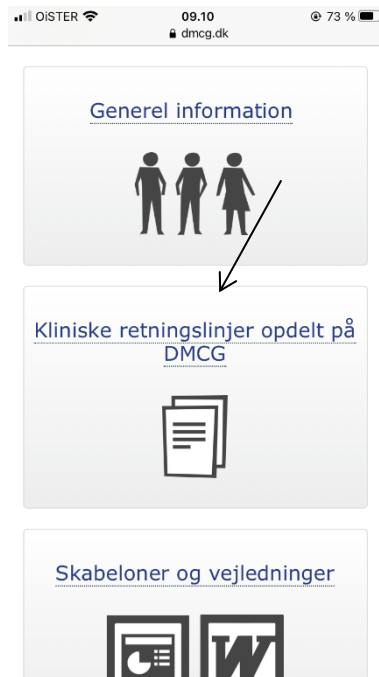 OiSTER 09.10 73 %
dmcg.dk
Generel information
Kliniske retningslinjer opdelt på
DMCG
Skabeloner og vejledninger
W